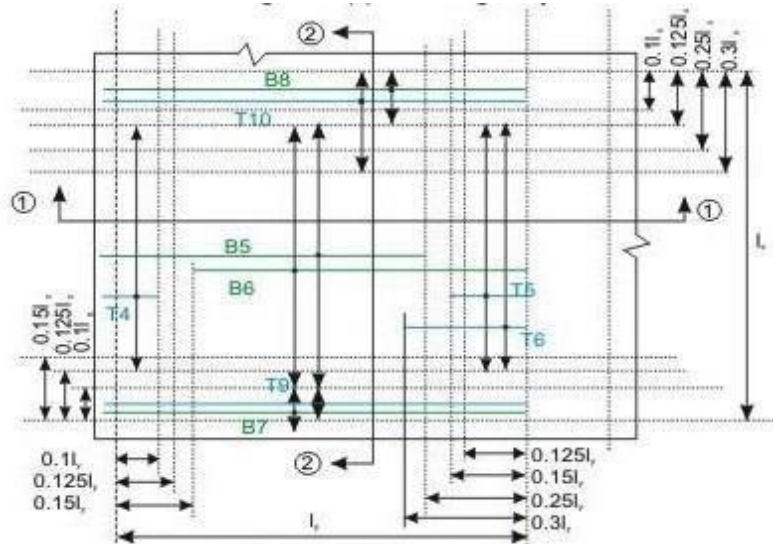 ②
0.1l,
0.125l,
0.25l,
0.3l,
B8
T10
①
①
B5
B6
l,
T4
T5
T6
0.15l,
0.125l,
0.1l,
T9
B7
②
0.1l,
0.125l,
0.15l,
0.125l,
0.15l,
0.25l,
0.3l,
l,